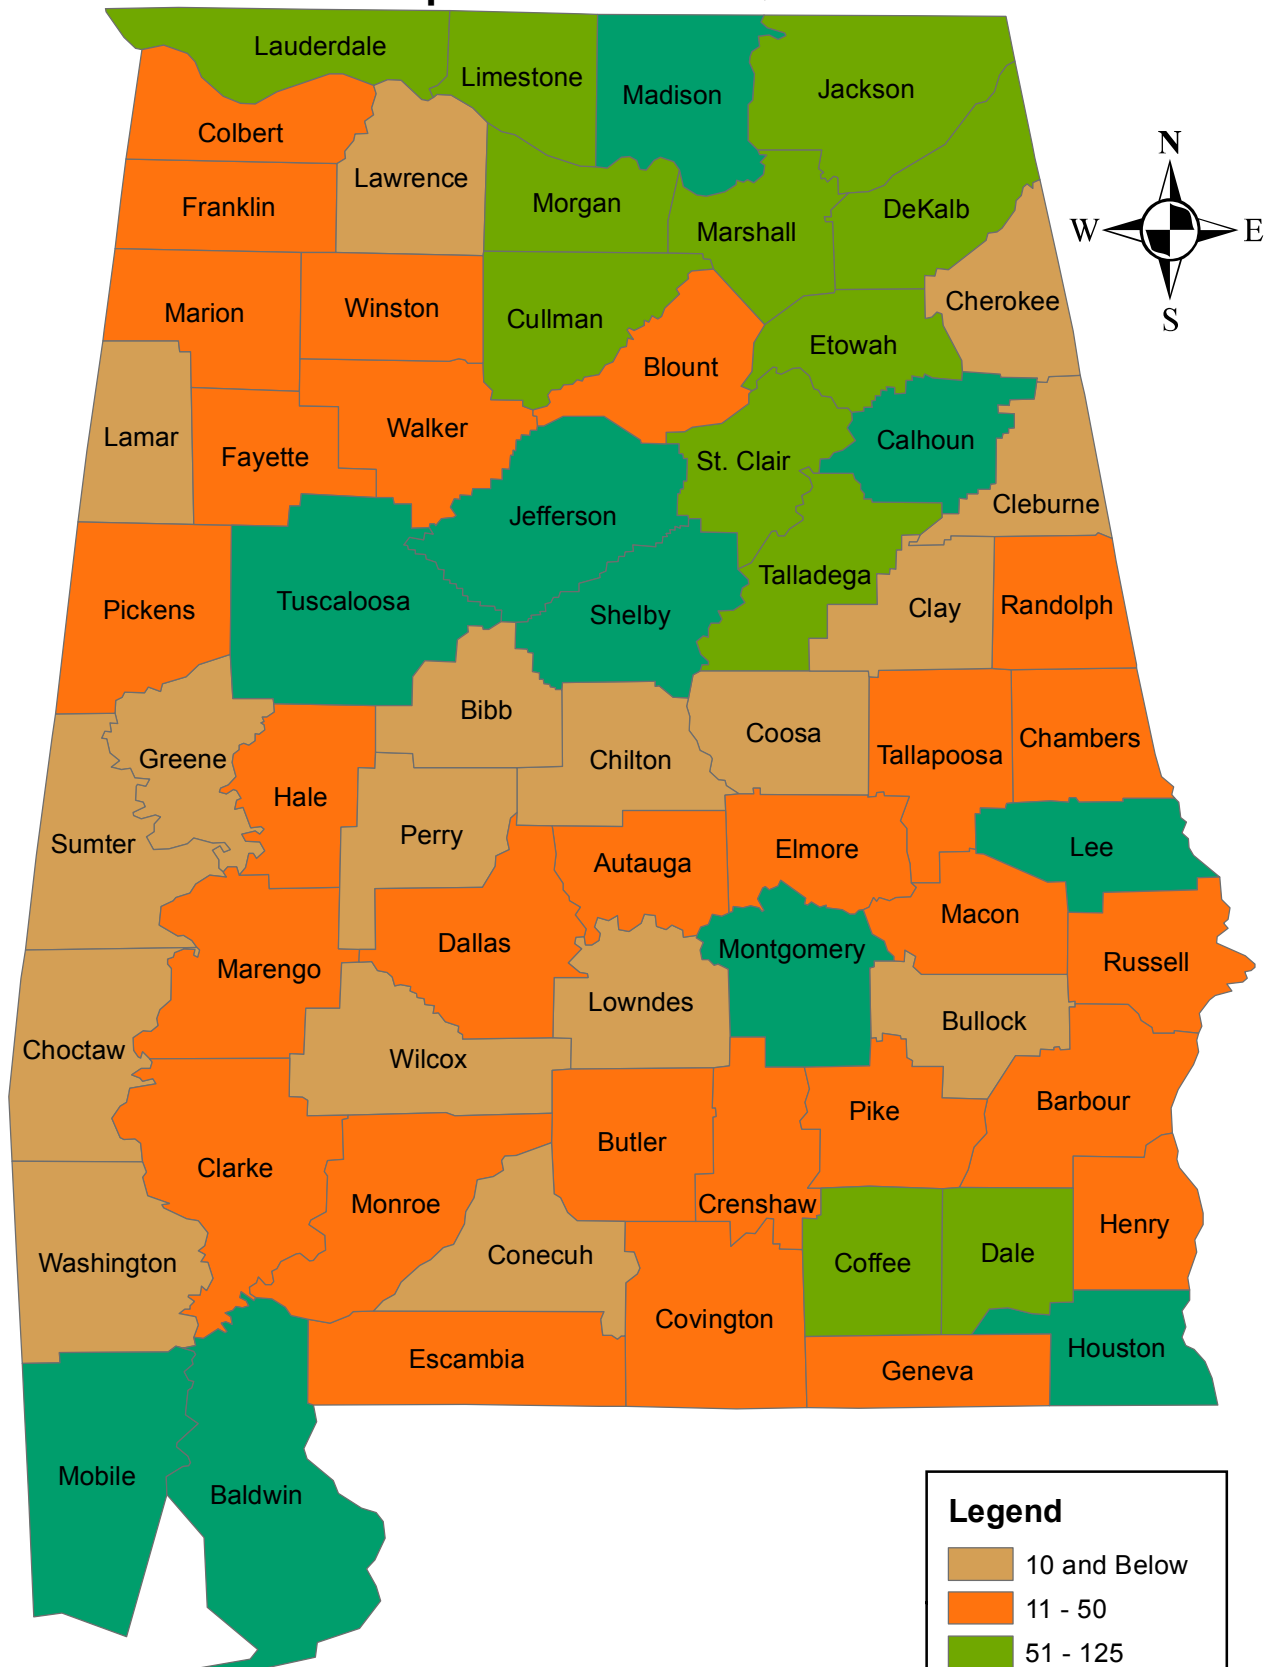 Lauderdale
Limestone
Madison
Jackson
Colbert
Lawrence
Franklin
Morgan
Marshall
DeKalb
N
W
E
S
Marion
Winston
Cullman
Cherokee
Blount
Etowah
Lamar
Fayette
Walker
St. Clair
Calhoun
Cleburne
Jefferson
Pickens
Tuscaloosa
Shelby
Talladega
Clay
Randolph
Greene
Bibb
Chilton
Coosa
Tallapoosa
Chambers
Hale
Sumter
Perry
Autauga
Elmore
Lee
Marengo
Dallas
Montgomery
Macon
Russell
Choctaw
Wilcox
Lowndes
Bullock
Clarke
Monroe
Butler
Crenshaw
Pike
Barbour
Washington
Conecuh
Covington
Coffee
Dale
Henry
Escambia
Geneva
Houston
Mobile
Baldwin
Legend
10 and Below
11 - 50
51 - 125